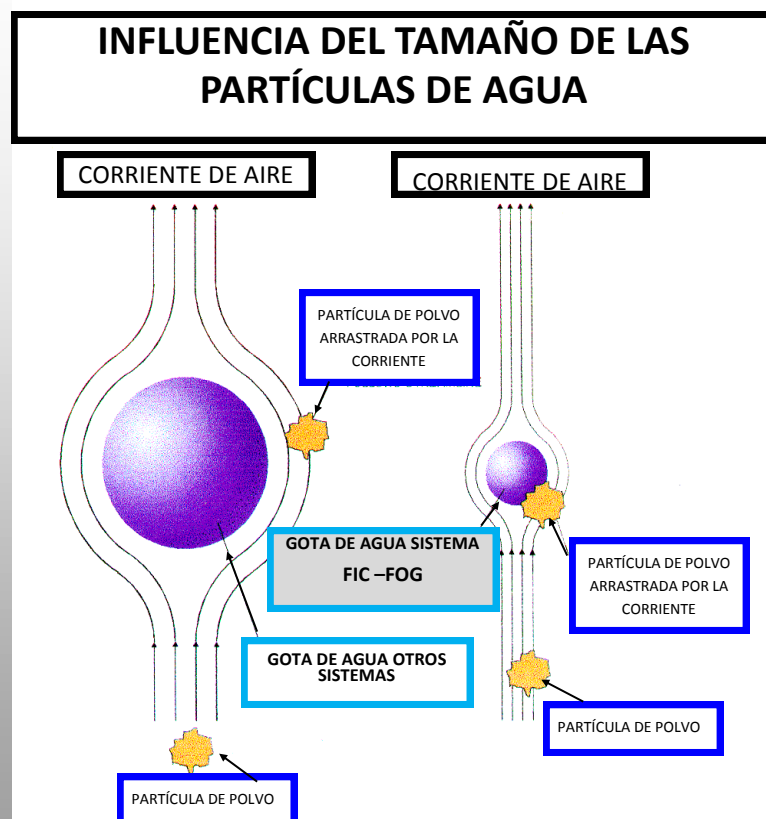 INFLUENCIA DEL TAMAÑO DE LAS
PARTÍCULAS DE AGUA
CORRIENTE DE AIRE
CORRIENTE DE AIRE
PARTÍCULA DE POLVO
ARRASTRADA POR LA
CORRIENTE
GOTA DE AGUA SISTEMA
FIC –FOG
PARTÍCULA DE POLVO
ARRASTRADA POR LA
CORRIENTE
GOTA DE AGUA OTROS
SISTEMAS
PARTÍCULA DE POLVO
PARTÍCULA DE POLVO